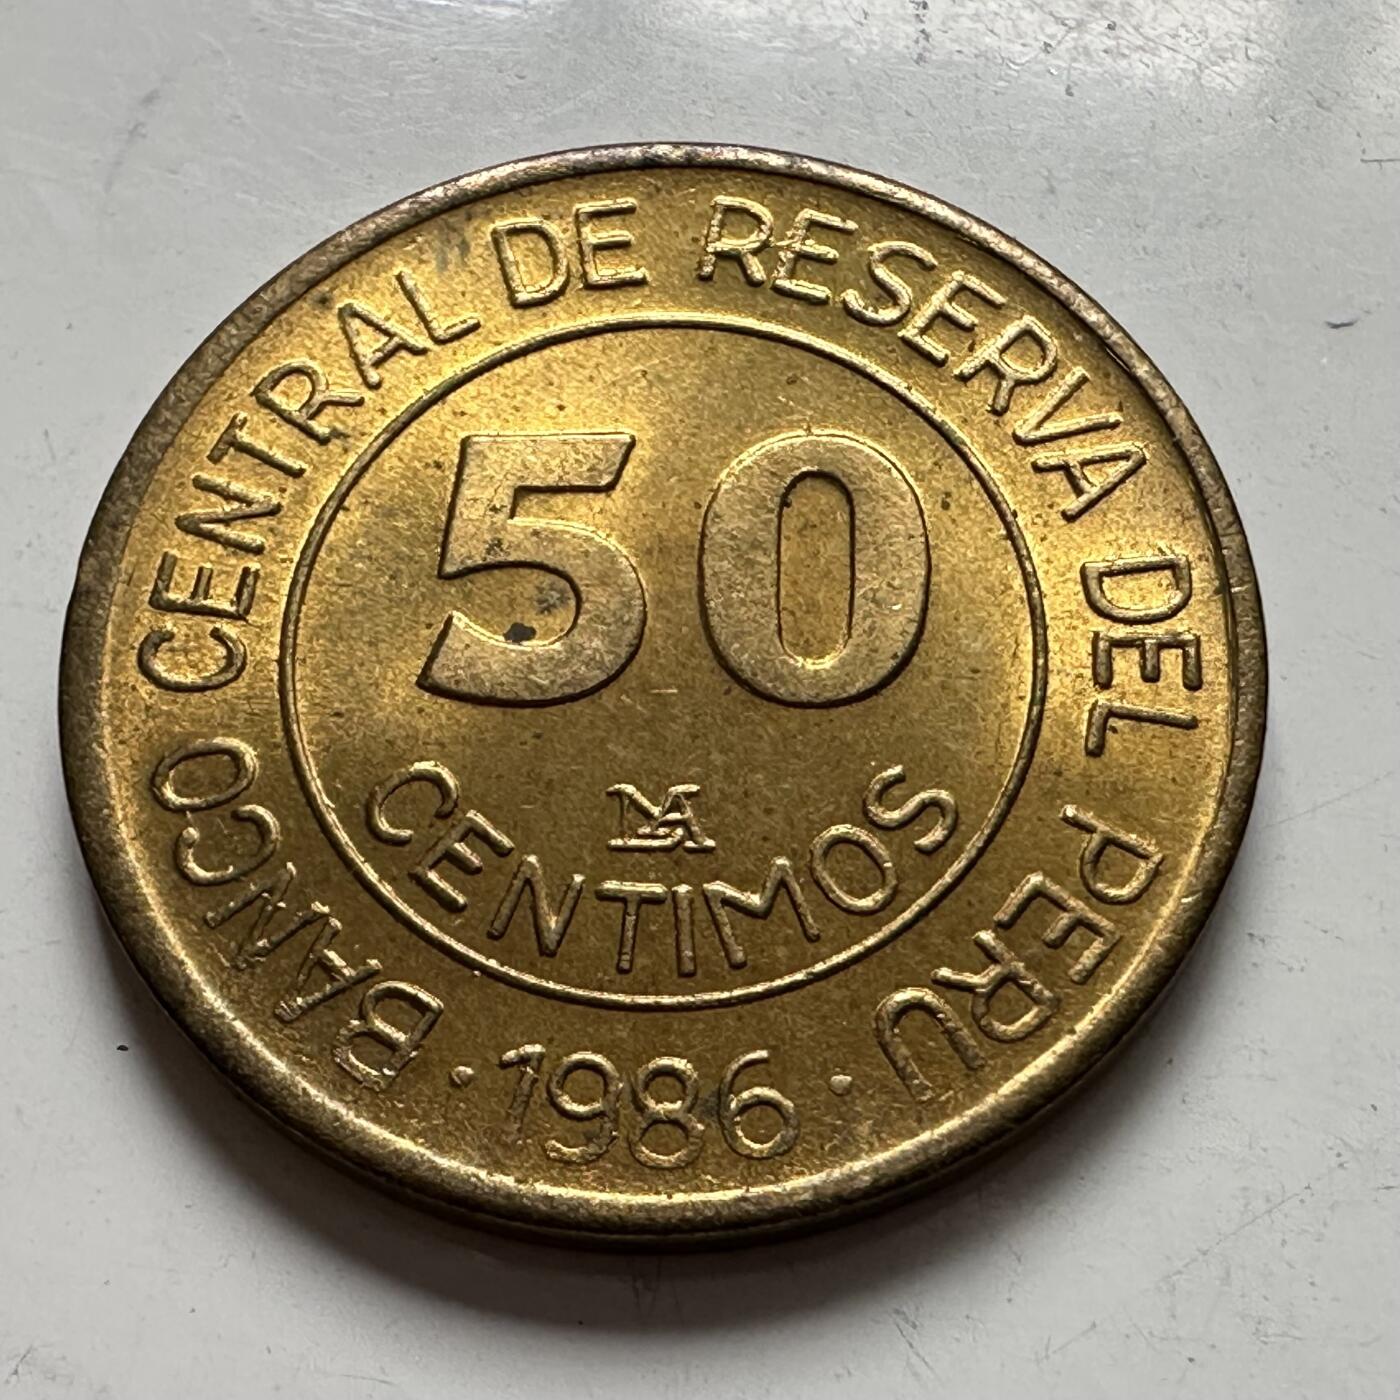 BANCO CENTRAL DE RESERVA DEL PERU
50
LMA
CENTIMOS
· 1986 ·